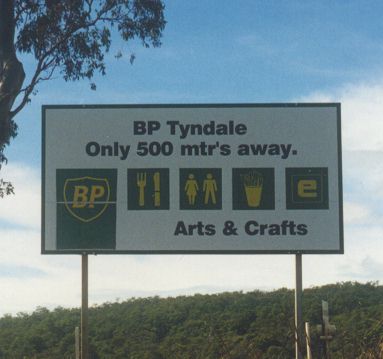 BP Tyndale
Only 500 mtr's away.
BP
e
Arts & Crafts